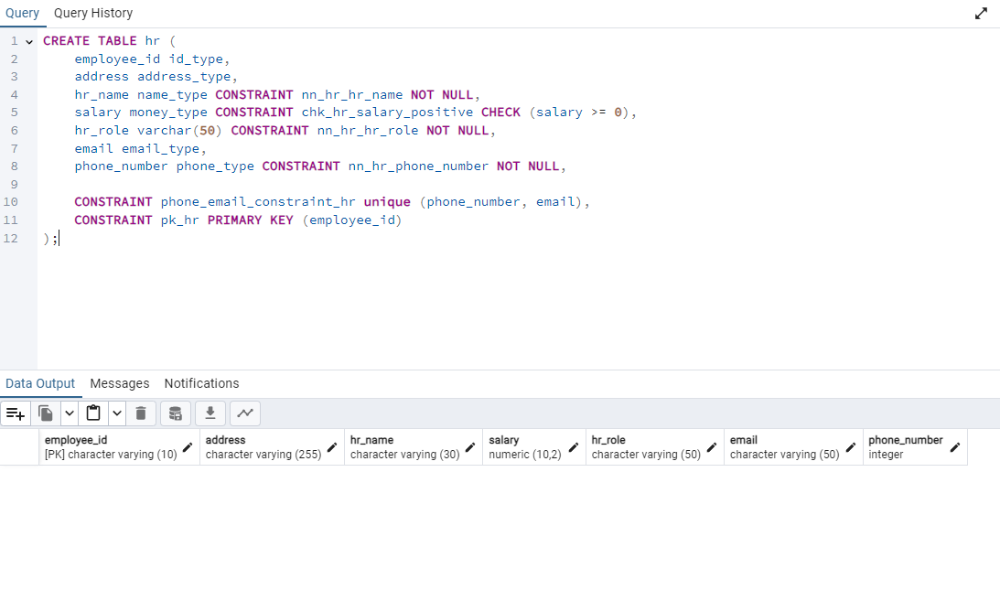 Query Query History
1 CREATE TABLE hr (
2 employee_id id_type,
3 address address_type,
4 hr_name name_type CONSTRAINT nn_hr_hr_name NOT NULL,
5 salary money_type CONSTRAINT chk_hr_salary_positive CHECK (salary >= 0),
6 hr_role varchar(50) CONSTRAINT nn_hr_hr_role NOT NULL,
7 email email_type,
8 phone_number phone_type CONSTRAINT nn_hr_phone_number NOT NULL,
9
10 CONSTRAINT phone_email_constraint_hr unique (phone_number, email),
11 CONSTRAINT pk_hr PRIMARY KEY (employee_id)
12 );
Data Output Messages Notifications
employee_id address hr_name salary hr_role email phone_number
[PK] character varying (10) character varying (255) character varying (30) numeric (10,2) character varying (50) character varying (50) integer